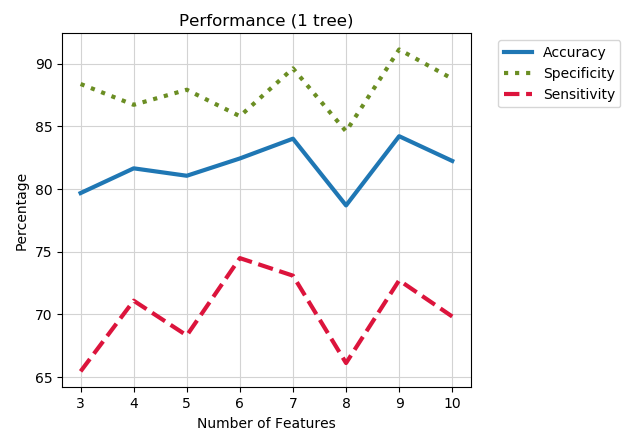 Performance (1 tree)
Accuracy
Specificity
Sensitivity
Percentage
90
85
80
75
70
65
3 4 5 6 7 8 9 10
Number of Features